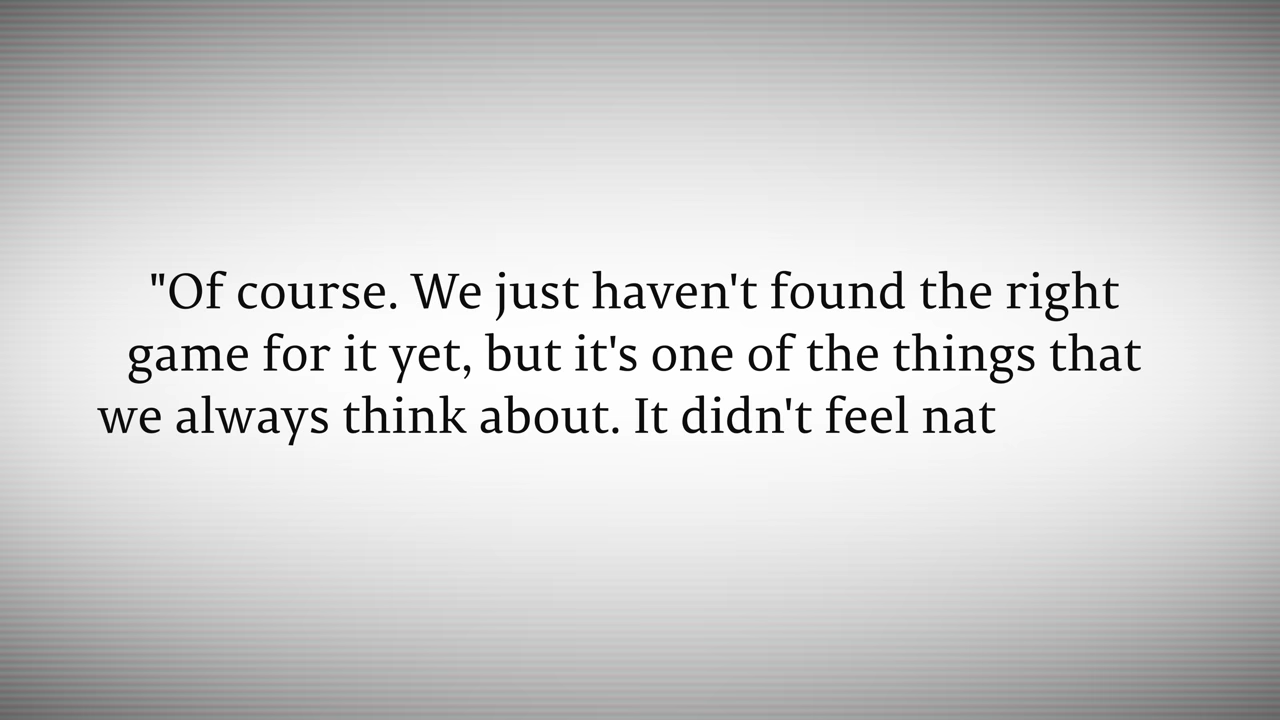 "Of course. We just haven't found the right
game for it yet, but it's one of the things that
we always think about. It didn't feel nat